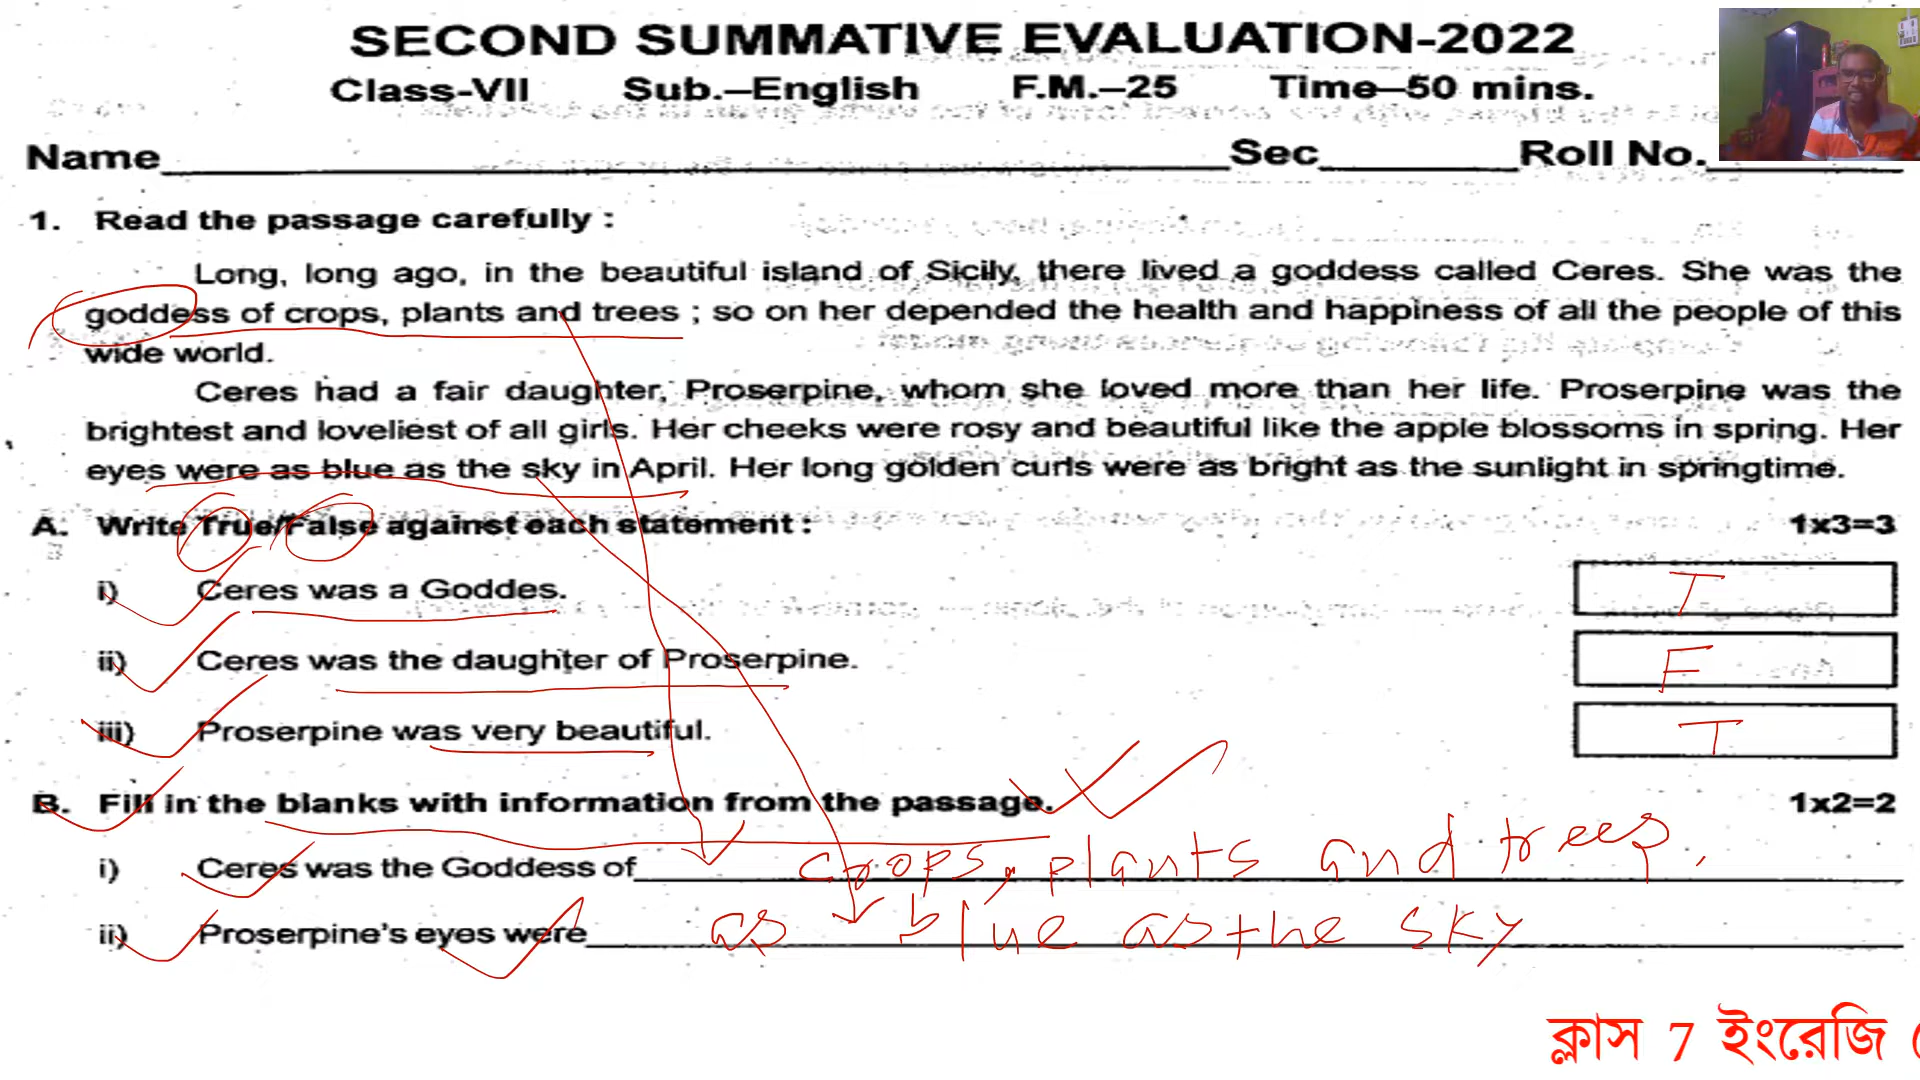 SECOND SUMMATIVE EVALUATION-2022
Class-VII Sub.–English F.M.–25 Time–50 mins.
Name Sec Roll No.
1. Read the passage carefully :
Long, long ago, in the beautiful island of Sicily, there lived a goddess called Ceres. She was the
goddess of crops, plants and trees ; so on her depended the health and happiness of all the people of this
wide world.
Ceres had a fair daughter, Proserpine, whom she loved more than her life. Proserpine was the
brightest and loveliest of all girls. Her cheeks were rosy and beautiful like the apple blossoms in spring. Her
eyes were as blue as the sky in April. Her long golden curls were as bright as the sunlight in springtime.
A. Write True/False against each statement : 1x3=3
i) Ceres was a Goddes. T
ii) Ceres was the daughter of Proserpine. F
iii) Proserpine was very beautiful. T
B. Fill in the blanks with information from the passage. 1x2=2
i) Ceres was the Goddess of crops, plants and trees.
ii) Proserpine's eyes were as blue as the sky
ক্লাস 7 ইংরেজি (